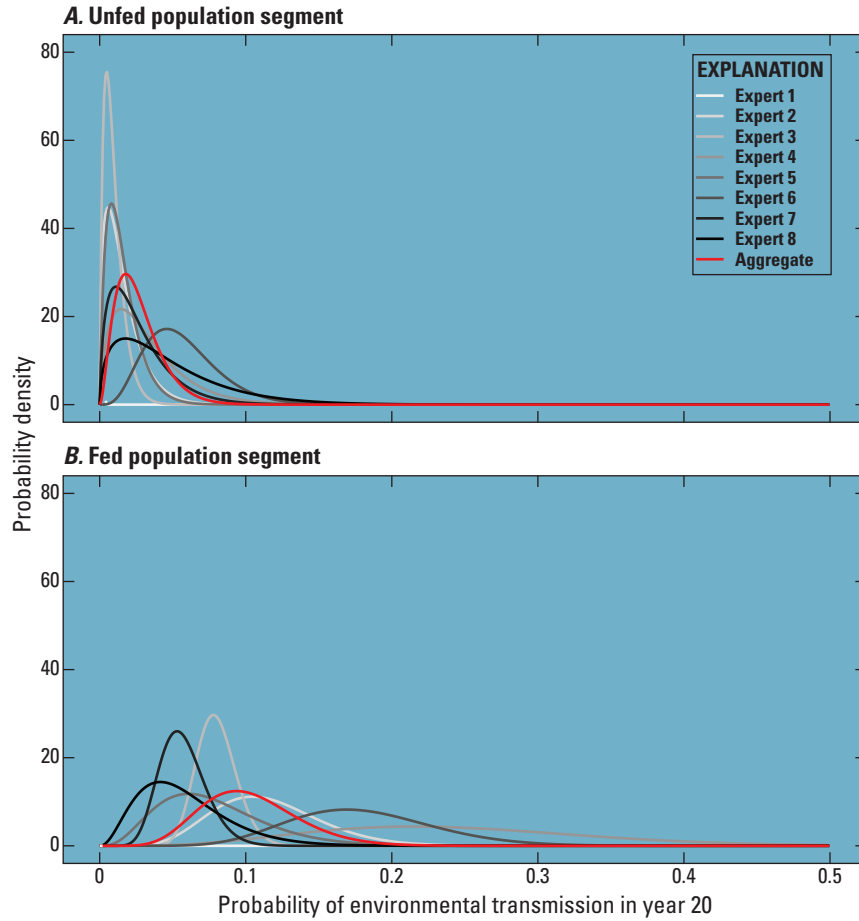 A. Unfed population segment
80
60
40
20
0
EXPLANATION
Expert 1
Expert 2
Expert 3
Expert 4
Expert 5
Expert 6
Expert 7
Expert 8
Aggregate
Probability density
B. Fed population segment
80
60
40
20
0
0 0.1 0.2 0.3 0.4 0.5
Probability of environmental transmission in year 20